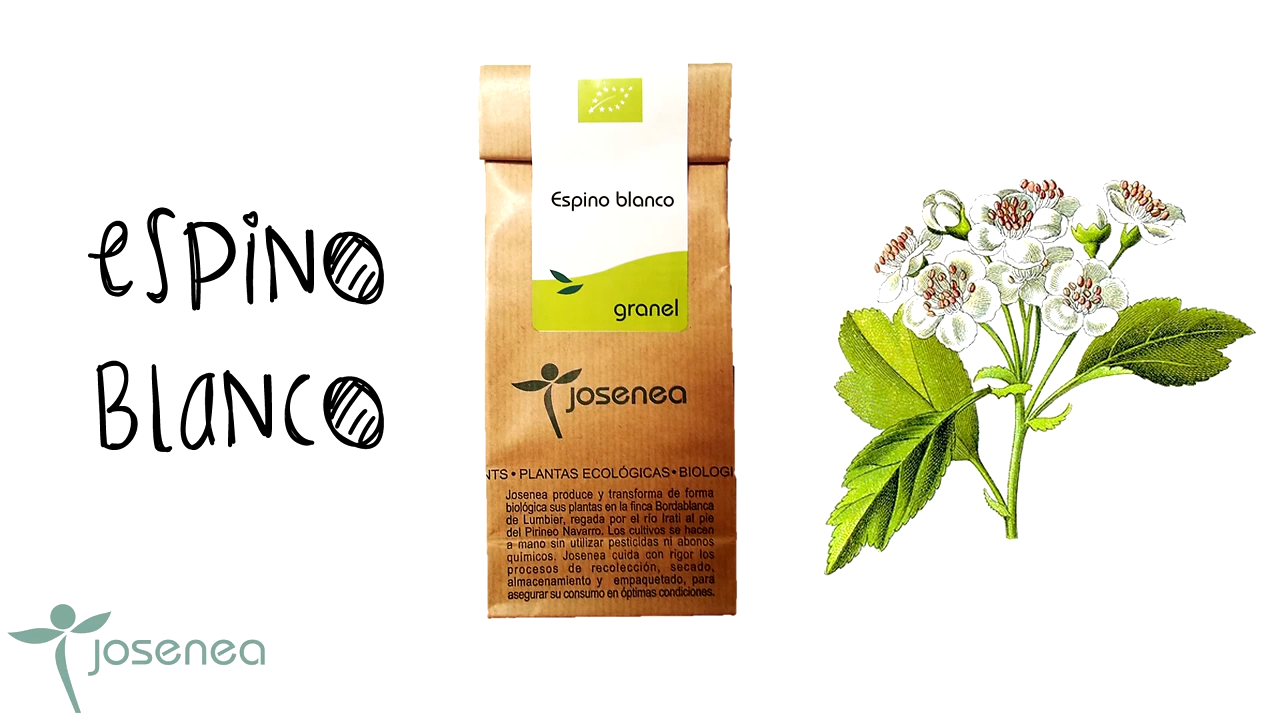 espino
Blanco
Espino blanco
granel
josenea
NTS • PLANTAS ECOLÓGICAS • BIOLOGI
Josenea produce y transforma de forma
biológica sus plantas en la finca Bordablanca
de Lumbier, regada por el río Irati al pie
del Pirineo Navarro. Los cultivos se hacen
a mano sin utilizar pesticidas ni abonos
químicos. Josenea cuida con rigor los
procesos de recolección, secado,
almacenamiento y empaquetado, para
asegurar su consumo en óptimas condiciones.
josenea